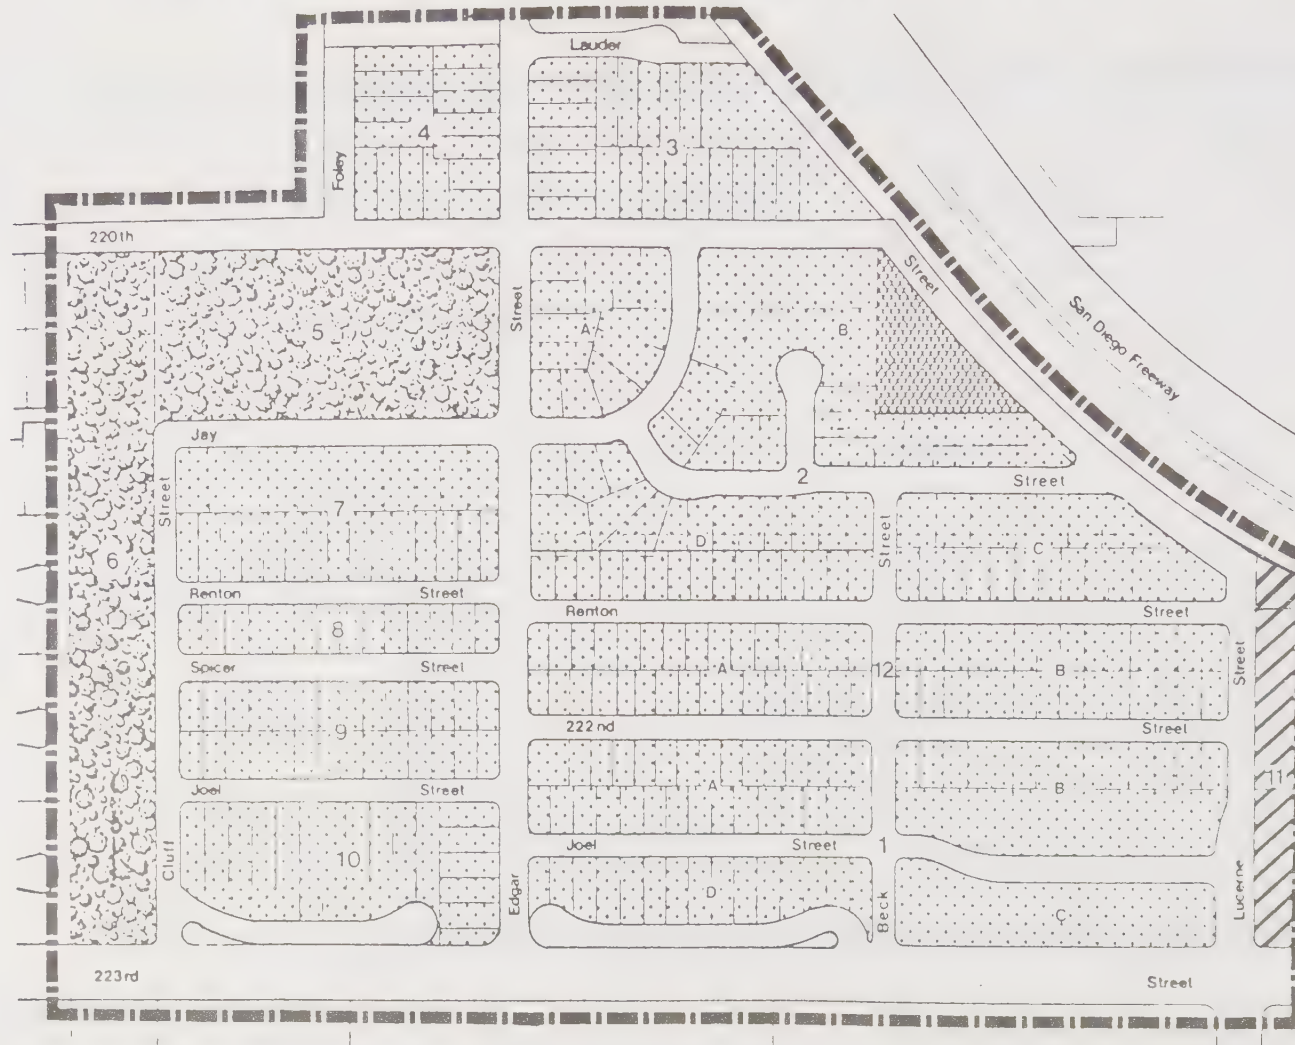 Lauder
4
3
Foley
220th
Street
5
Street
A
B
San Diego Freeway
Jay
2
Street
Street
7
6
D
Street
C
Renton
Street
Renton
Street
8
A
12
B
Street
Spicer
Street
9
222nd
Street
A
B
11
Joel
Street
10
Joel
Street
1
Cluff
Edgar
D
Beck
C
Lucerne
223rd
Street